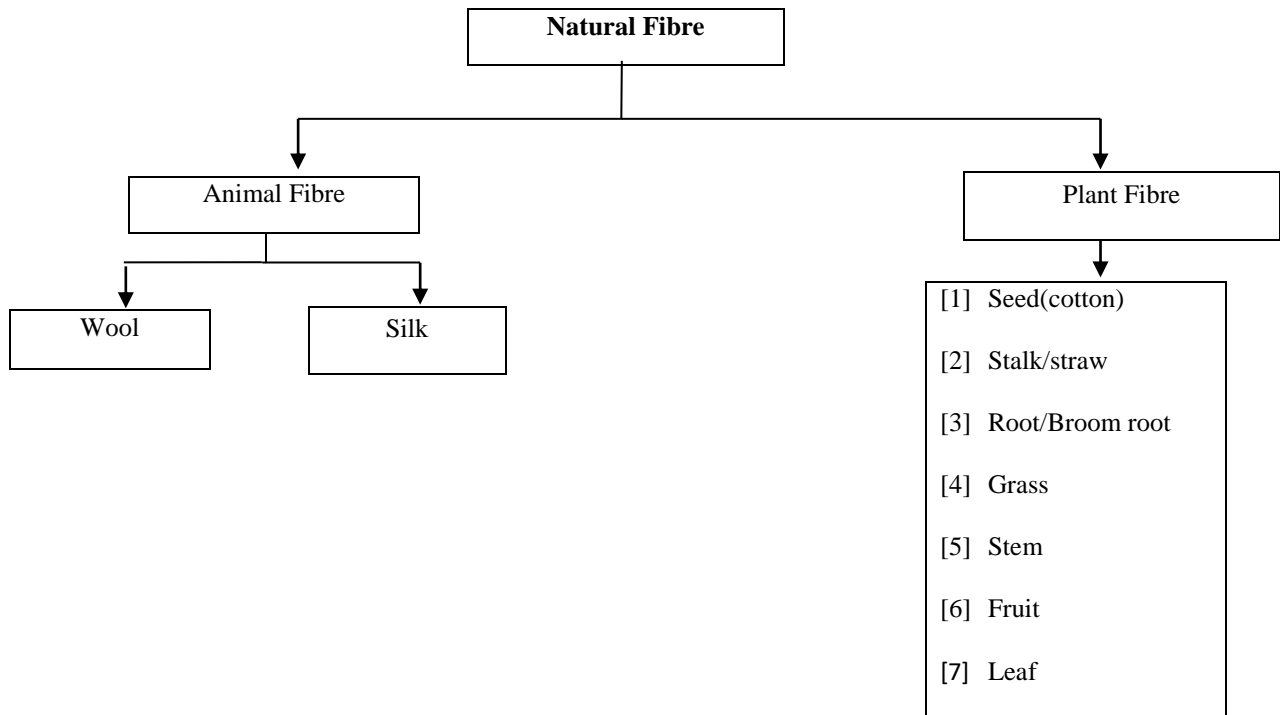 Natural Fibre
Animal Fibre
Plant Fibre
Wool
Silk
[1] Seed(cotton)
[2] Stalk/straw
[3] Root/Broom root
[4] Grass
[5] Stem
[6] Fruit
[7] Leaf